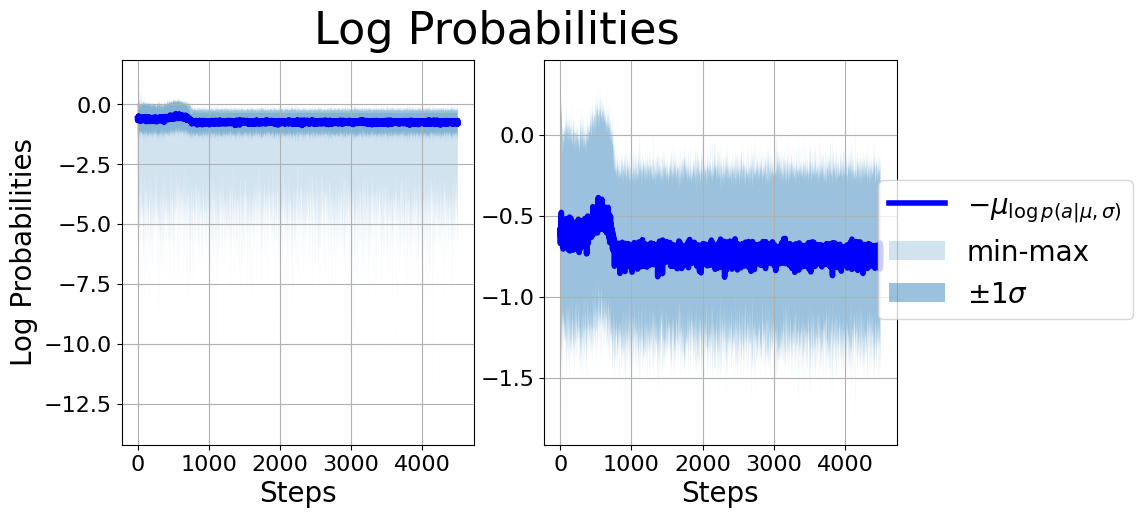 Log Probabilities
Log Probabilities
0.0
−2.5
−5.0
−7.5
−10.0
−12.5
0 1000 2000 3000 4000
Steps
0.0
−0.5
−1.0
−1.5
0 1000 2000 3000 4000
Steps
−μ_{log p(a|μ, σ)}
min-max
±1σ